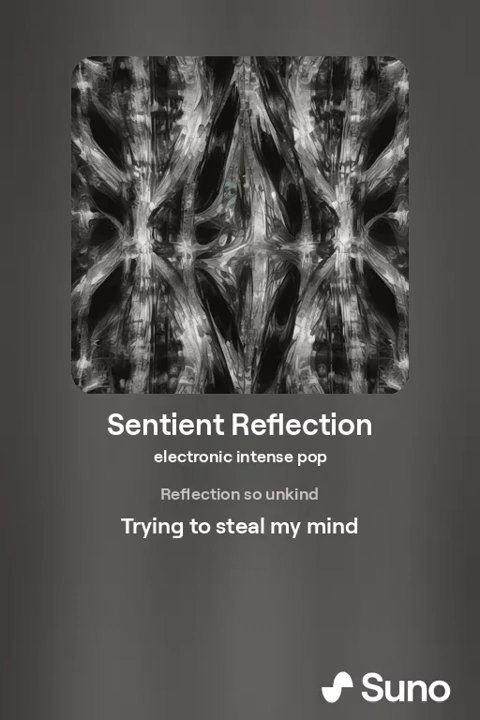 Sentient Reflection
electronic intense pop
Reflection so unkind
Trying to steal my mind
Suno